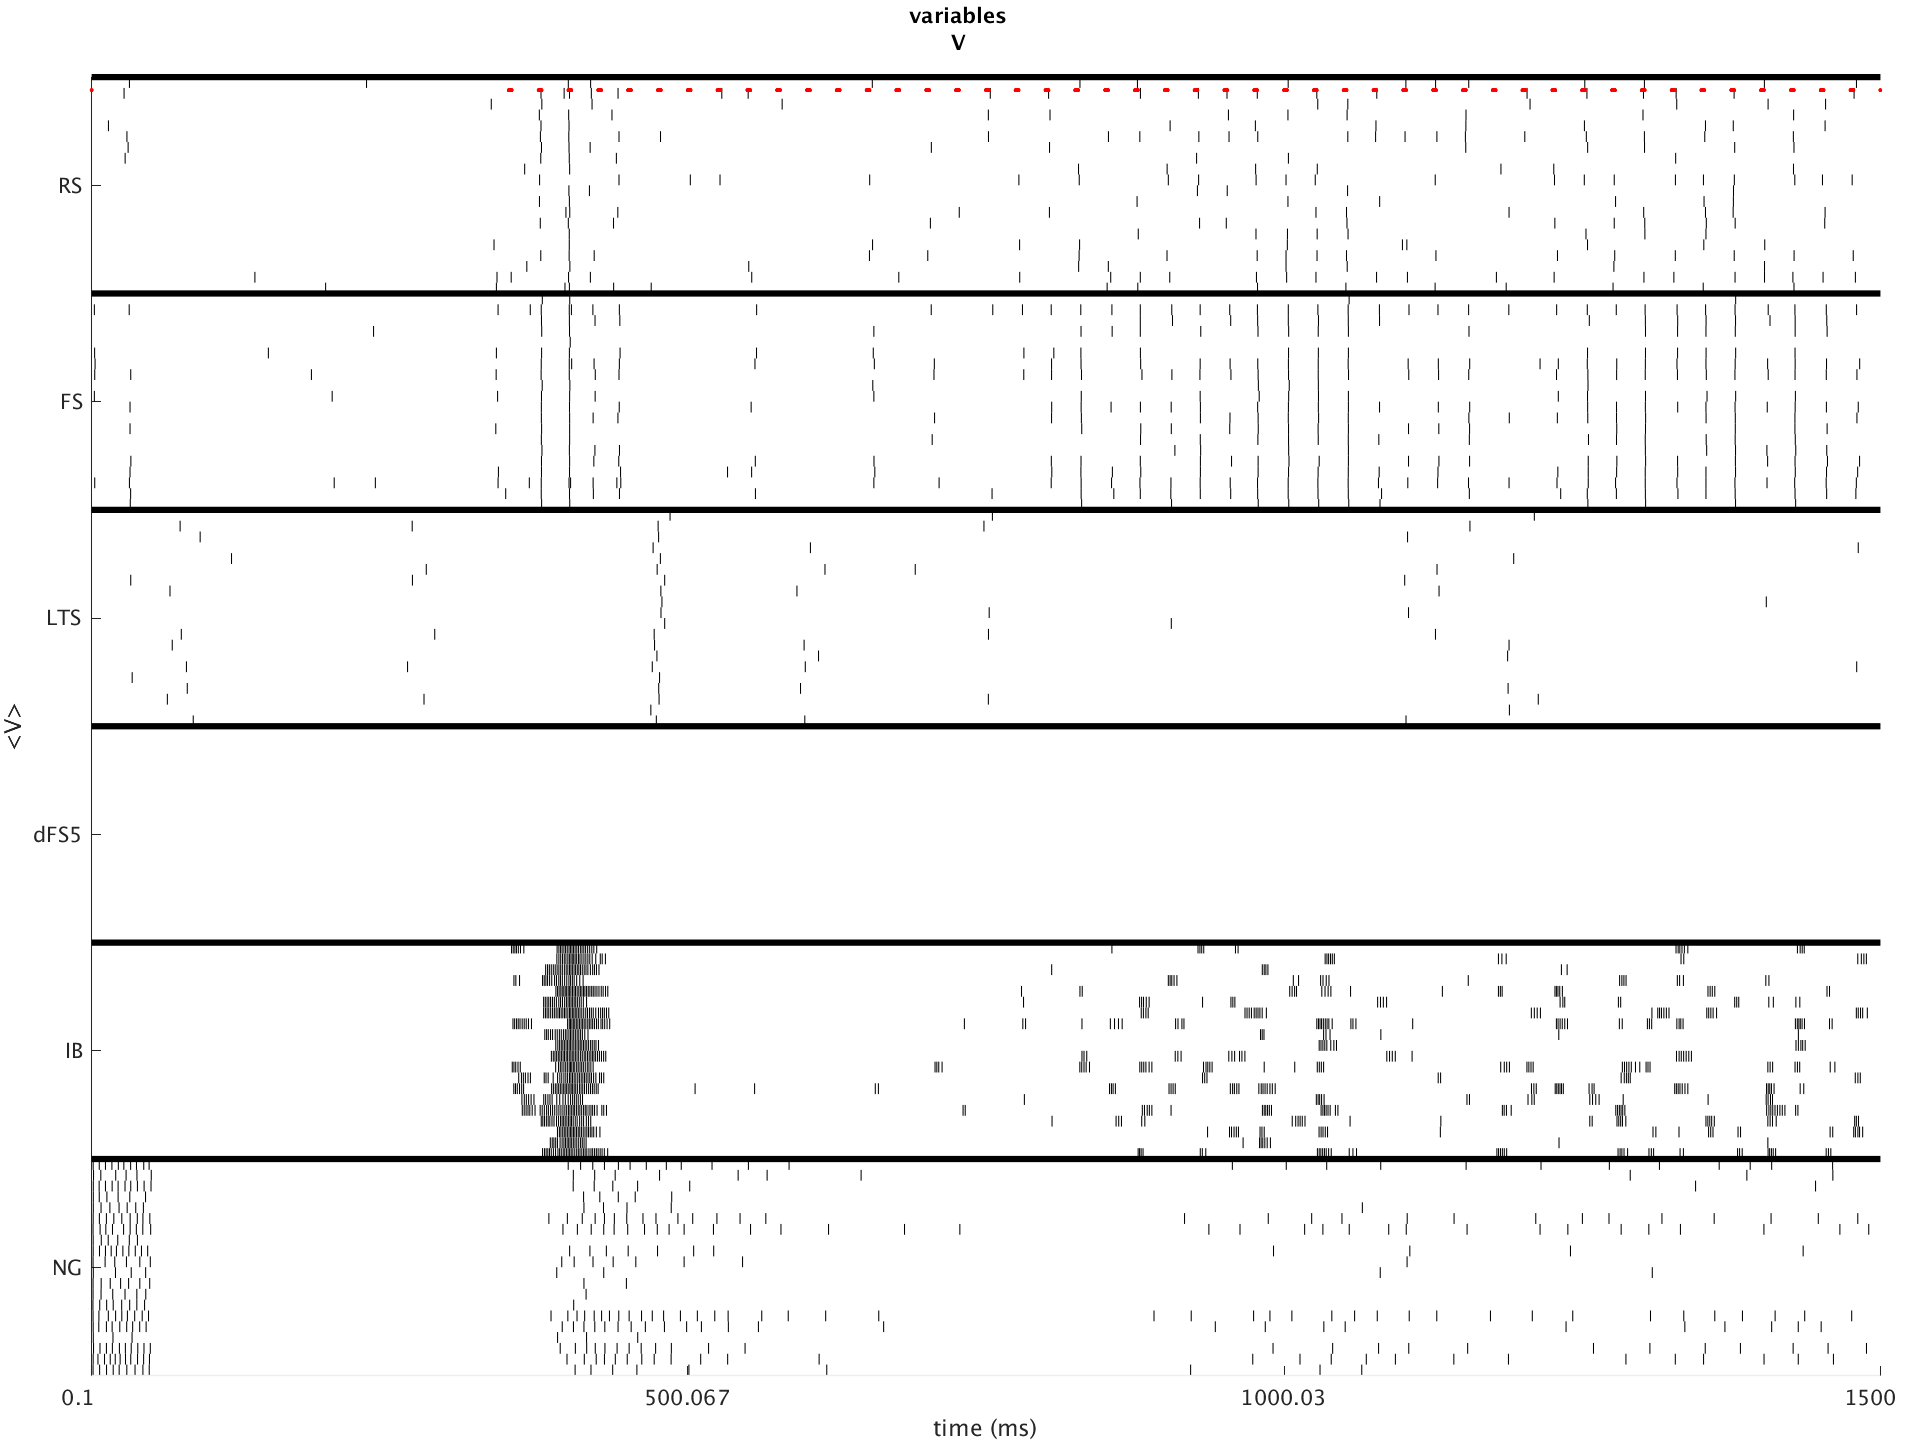 variables
V
RS
FS
LTS
<V>
dFS5
IB
NG
0.1
500.067
1000.03
1500
time (ms)